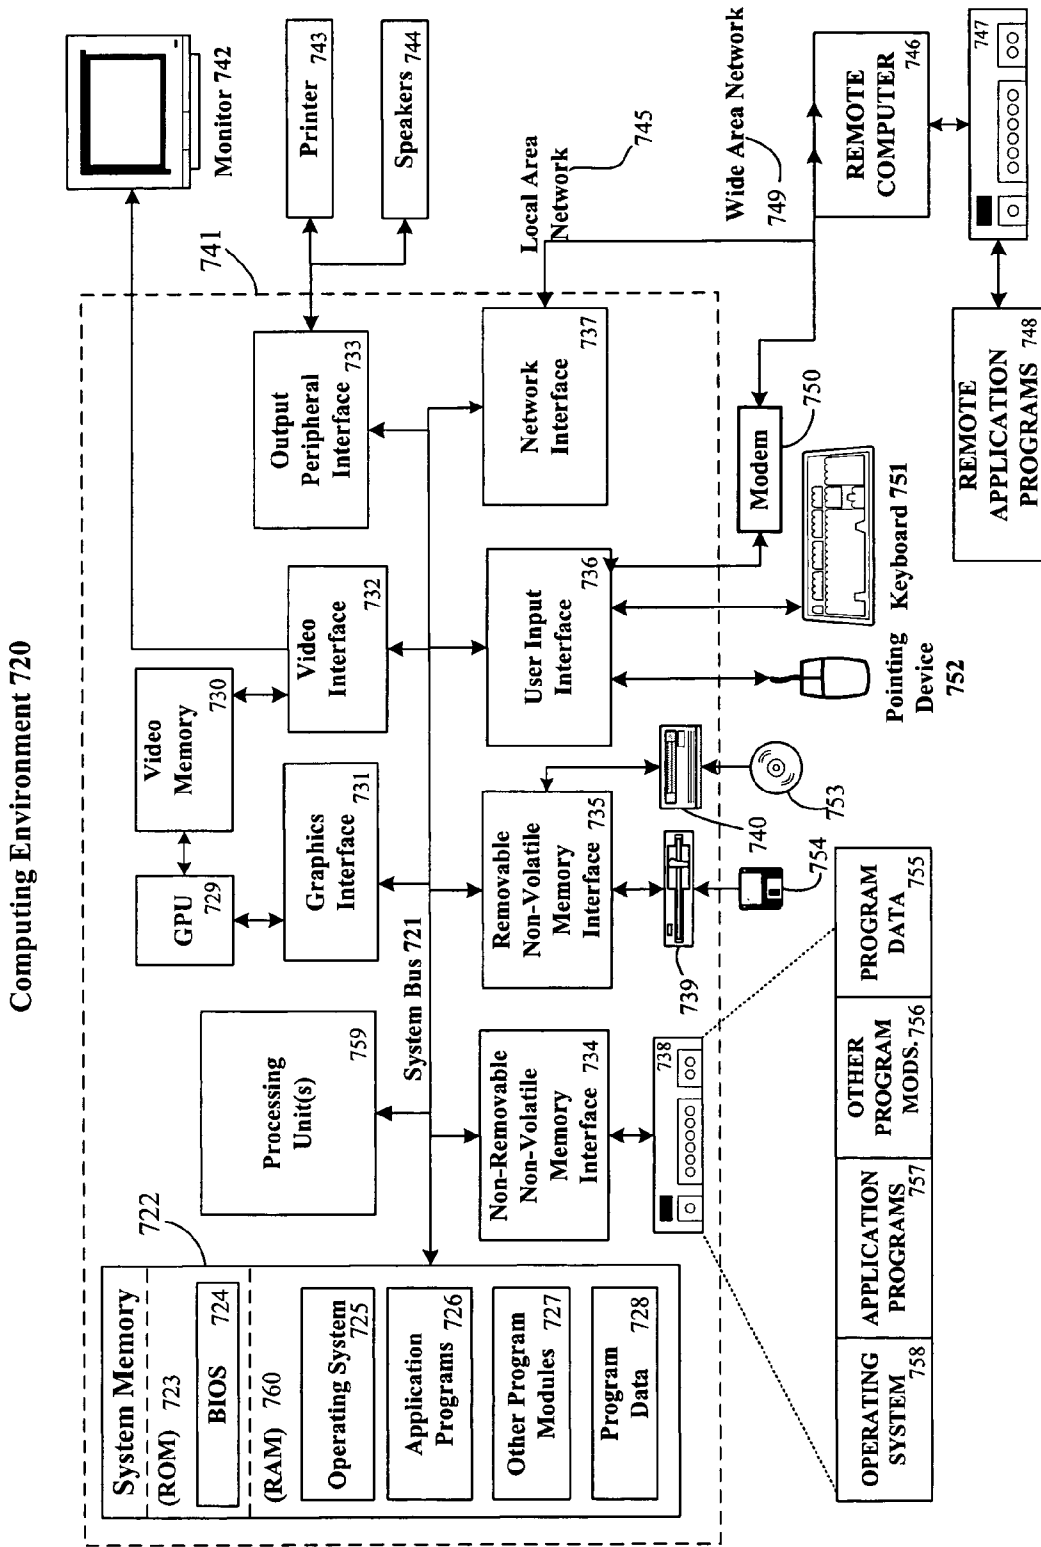 Computing Environment 720
741
722
System Memory
(ROM) 723
BIOS 724
(RAM) 760
Operating System
725
Application
Programs 726
Other Program
Modules 727
Program
Data 728
Processing
Unit(s) 759
System Bus 721
GPU
729
Video
Memory 730
Graphics
Interface 731
Video
Interface 732
Output
Peripheral
Interface 733
Non-Removable
Non-Volatile
Memory
Interface 734
Removable
Non-Volatile
Memory
Interface 735
User Input
Interface 736
Network
Interface 737
Monitor 742
Printer 743
Speakers 744
Local Area
Network
745
Wide Area Network
749
REMOTE
COMPUTER 746
747
REMOTE
APPLICATION
PROGRAMS 748
Modem
750
Keyboard 751
Pointing
Device
752
738
739
740
753
754
OPERATING
SYSTEM 758
APPLICATION
PROGRAMS 757
OTHER
PROGRAM
MODS. 756
PROGRAM
DATA 755